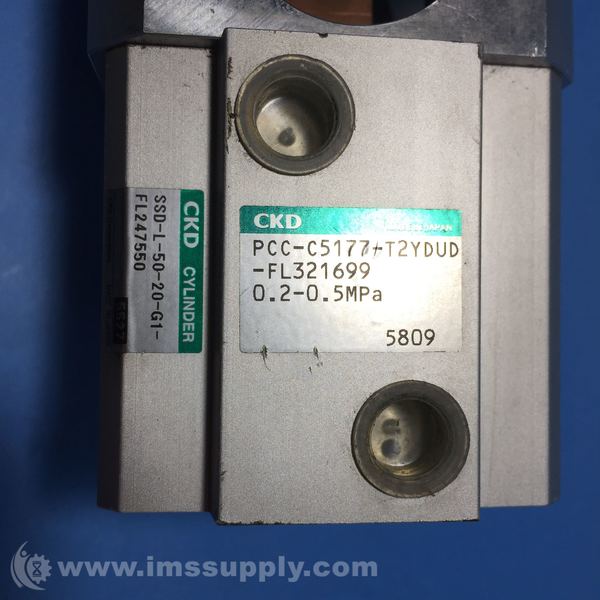 CKD
JAPAN
PCC-C5177-T2YDUD
-FL321699
0.2-0.5MPa
5809
CKD CYLINDER
SSD-L-50-20-G1-
FL247550
www.imssupply.com